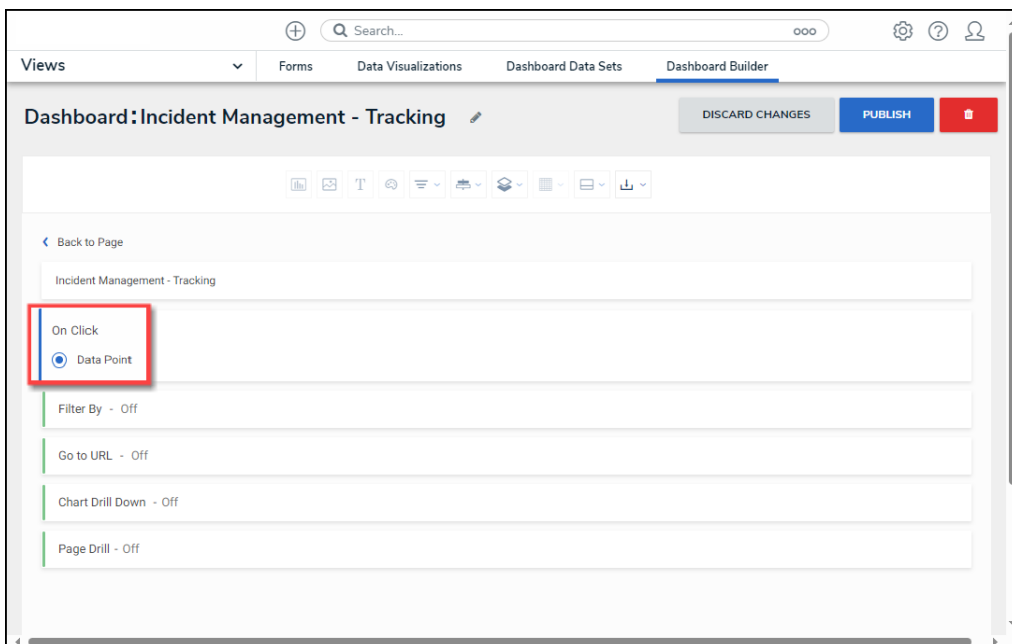 Search...
Views
Forms
Data Visualizations
Dashboard Data Sets
Dashboard Builder
Dashboard:Incident Management - Tracking
DISCARD CHANGES
PUBLISH
T
Back to Page
Incident Management - Tracking
On Click
Data Point
Filter By - Off
Go to URL - Off
Chart Drill Down - Off
Page Drill - Off